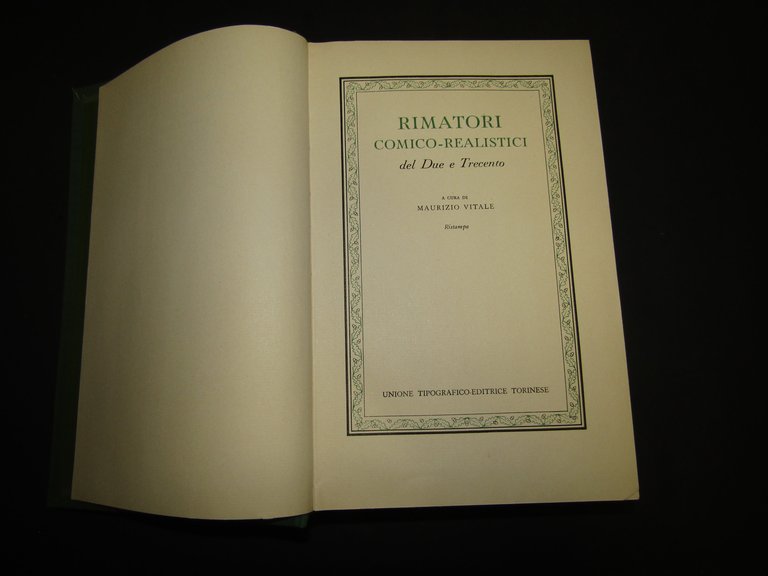 RIMATORI
COMICO-REALISTICI
del Due e Trecento
A CURA DI
MAURIZIO VITALE
Ristampa
UNIONE TIPOGRAFICO-EDITRICE TORINESE